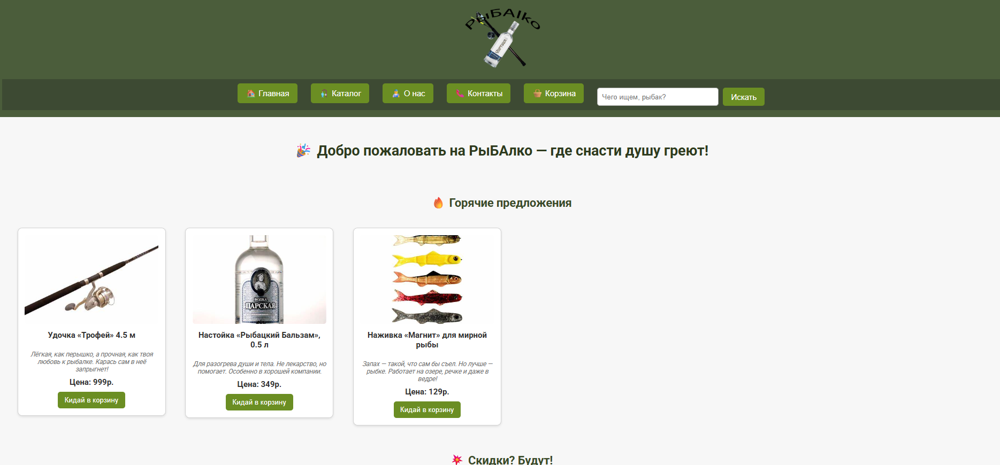 РыБАlko
Чортиця
🏠 Главная
🎣 Каталог
О нас
📞 Контакты
🧺 Корзина
Чего ищем, рыбак?
Искать
🎉 Добро пожаловать на РыБАлко — где снасти душу греют!
🔥 Горячие предложения
Удочка «Трофей» 4.5 м
Лёгкая, как перышко, а прочная, как твоя
любовь к рыбалке. Карась сам в неё
запрыгнет!
Цена: 999р.
Кидай в корзину
ВОДКА
ЦАРСКАЯ
Настойка «Рыбацкий Бальзам»,
0.5 л
Для разогрева души и тела. Не лекарство, но
помогает. Особенно в хорошей компании.
Цена: 349р.
Кидай в корзину
Наживка «Магнит» для мирной
рыбы
Запах — такой, что сам бы съел. Но лучше —
рыбке. Работает на озере, речке и даже в
ведре!
Цена: 129р.
Кидай в корзину
💥 Скидки? Будут!